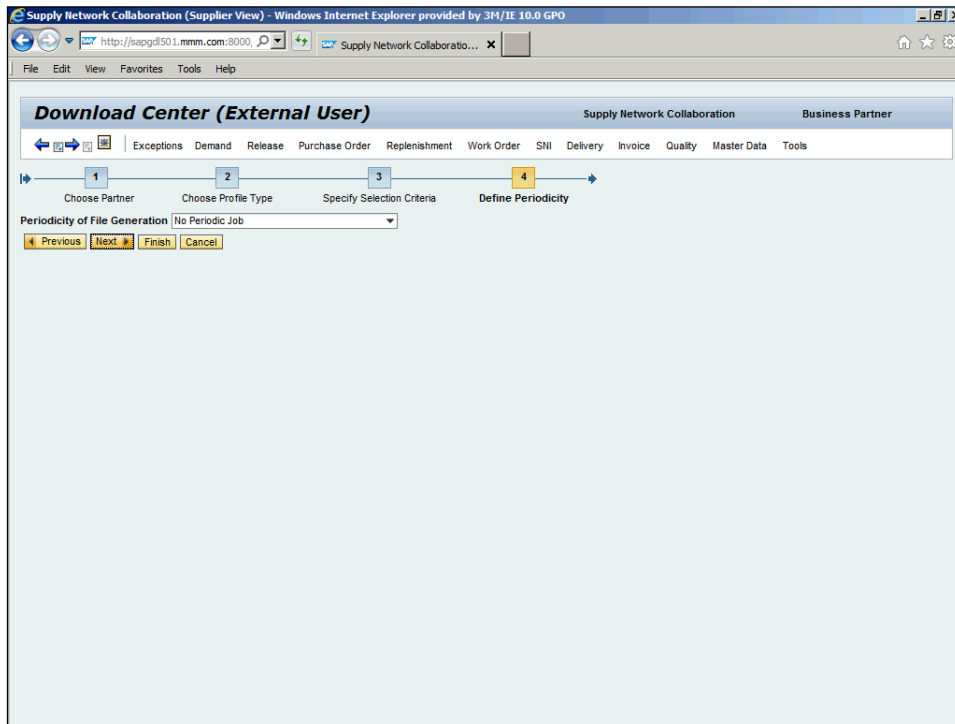 Supply Network Collaboration (Supplier View) - Windows Internet Explorer provided by 3M/IE 10.0 GPO
http://sapgdl501.mmm.com:8000,
Supply Network Collaboratio...
File Edit View Favorites Tools Help
Download Center (External User)
Supply Network Collaboration
Business Partner
Exceptions Demand Release Purchase Order Replenishment Work Order SNI Delivery Invoice Quality Master Data Tools
1 2 3 4
Choose Partner Choose Profile Type Specify Selection Criteria Define Periodicity
Periodicity of File Generation No Periodic Job
Previous Next Finish Cancel